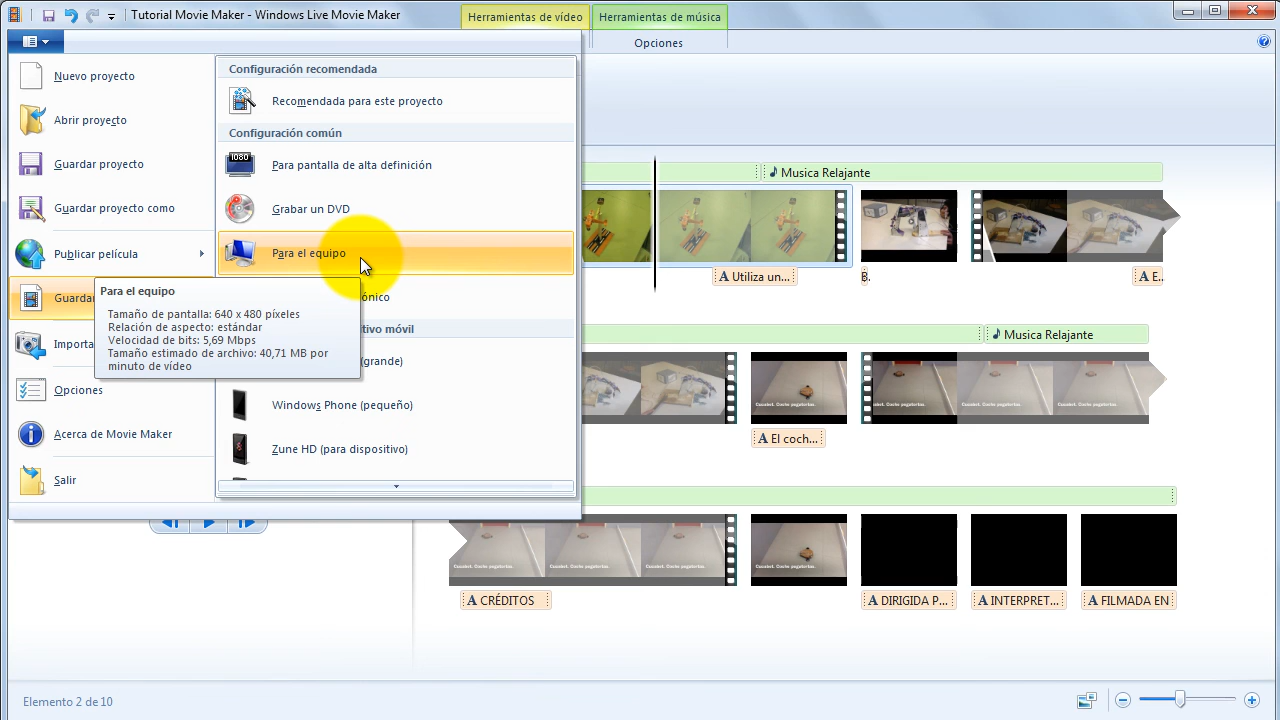 Tutorial Movie Maker - Windows Live Movie Maker
Herramientas de vídeo
Herramientas de música
Opciones
Nuevo proyecto
Abrir proyecto
Guardar proyecto
Guardar proyecto como
Publicar película
Guardar
Importa
Opciones
Acerca de Movie Maker
Salir
Configuración recomendada
Recomendada para este proyecto
Configuración común
1080
Para pantalla de alta definición
Grabar un DVD
Para el equipo
ónico
tivo móvil
(grande)
Windows Phone (pequeño)
Zune HD (para dispositivo)
Para el equipo
Tamaño de pantalla: 640 x 480 píxeles
Relación de aspecto: estándar
Velocidad de bits: 5,69 Mbps
Tamaño estimado de archivo: 40,71 MB por
minuto de vídeo
Musica Relajante
A Utiliza un...
B.
A E..
Musica Relajante
A El coch...
A CRÉDITOS
A DIRIGIDA P...
A INTERPRET...
A FILMADA EN
Elemento 2 de 10